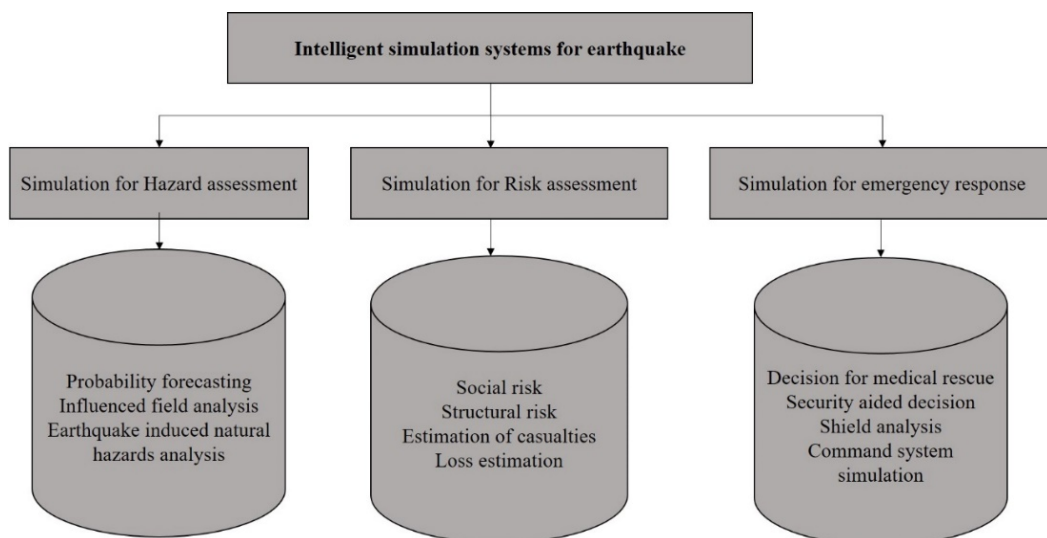 Intelligent simulation systems for earthquake
Simulation for Hazard assessment
Simulation for Risk assessment
Simulation for emergency response
Probability forecasting
Influenced field analysis
Earthquake induced natural
hazards analysis
Social risk
Structural risk
Estimation of casualties
Loss estimation
Decision for medical rescue
Security aided decision
Shield analysis
Command system
simulation